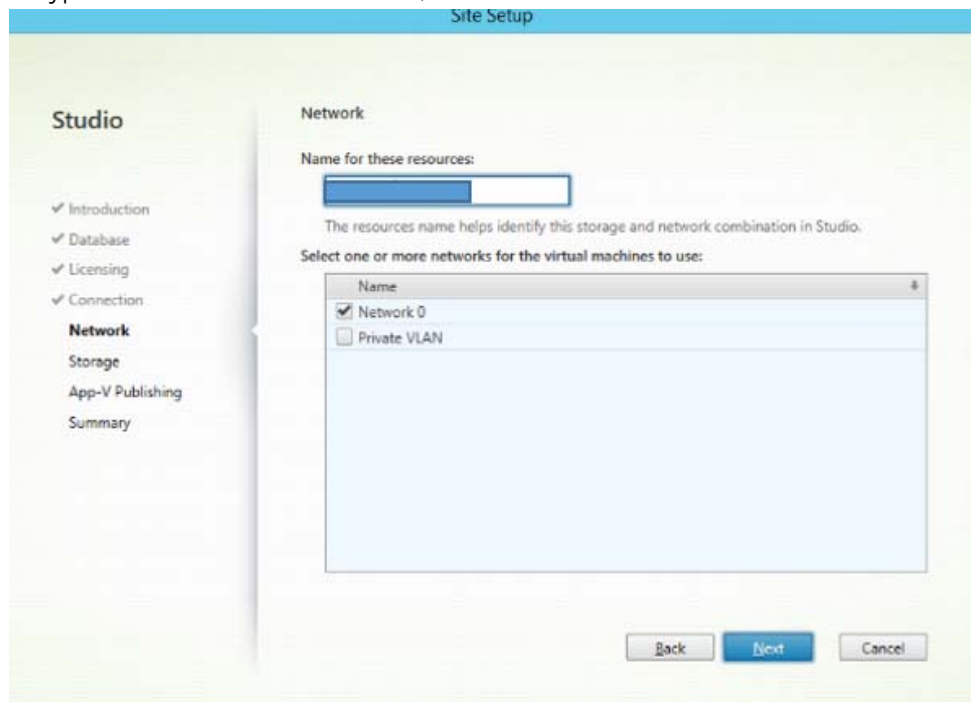 Site Setup
Studio
Network
Name for these resources:
✔ Introduction
The resources name helps identify this storage and network combination in Studio.
✔ Database
Select one or more networks for the virtual machines to use:
✔ Licensing
Name
✔ Connection
Network 0
Network
Private VLAN
Storage
App-V Publishing
Summary
Back Next Cancel